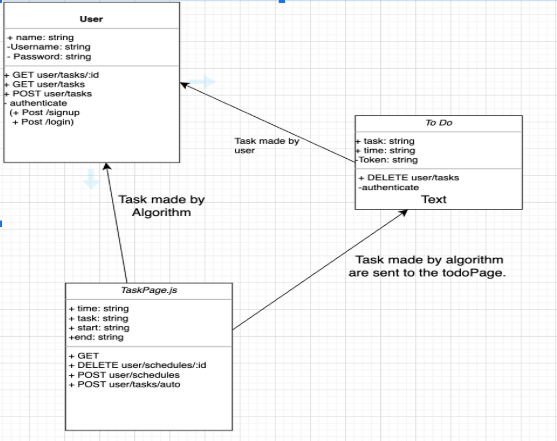 User
+ name: string
-Username: string
- Password: string
+ GET user/tasks/:id
+ GET user/tasks
+ POST user/tasks
- authenticate
(+ Post /signup
+ Post /login)
To Do
+ task: string
+ time: string
-Token: string
+ DELETE user/tasks
-authenticate
Text
Task made by
user
Task made by
Algorithm
Task made by algorithm
are sent to the todoPage.
TaskPage.js
+ time: string
+ task: string
+ start: string
+end: string
+ GET
+ DELETE user/schedules/:id
+ POST user/schedules
+ POST user/tasks/auto